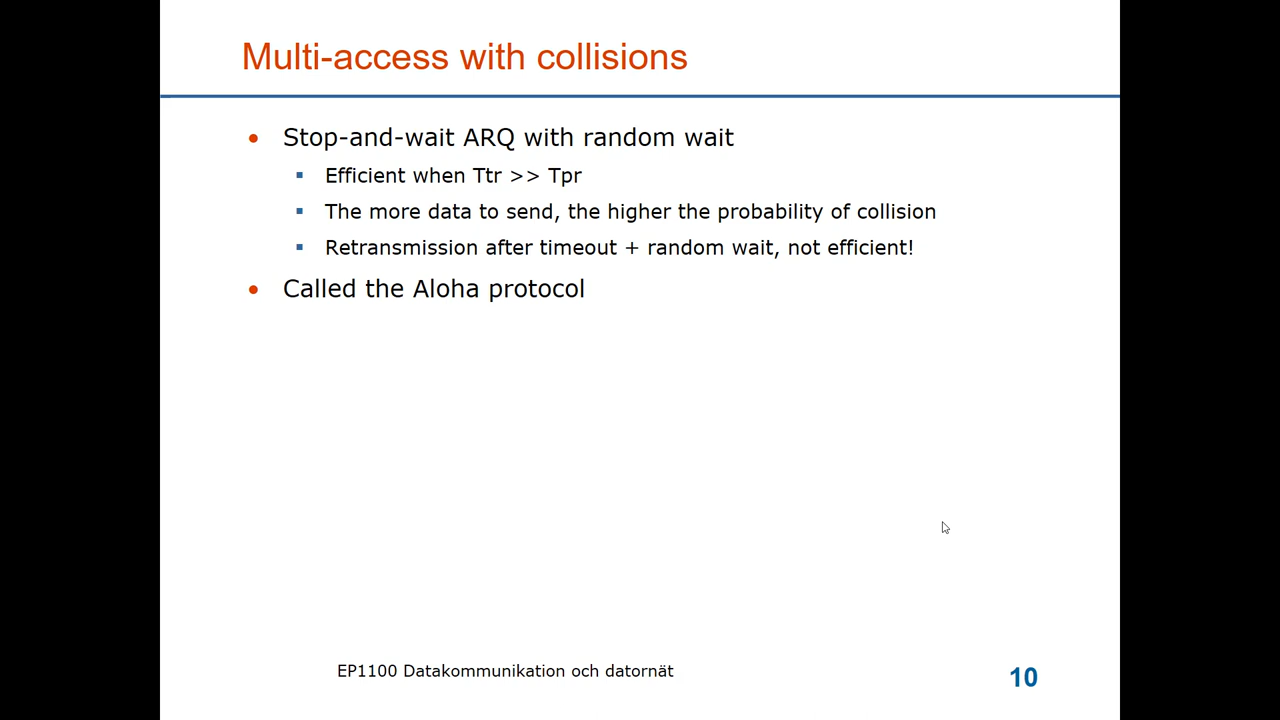 Multi-access with collisions
Stop-and-wait ARQ with random wait
Efficient when Ttr >> Tpr
The more data to send, the higher the probability of collision
Retransmission after timeout + random wait, not efficient!
Called the Aloha protocol
EP1100 Datakommunikation och datornät
10